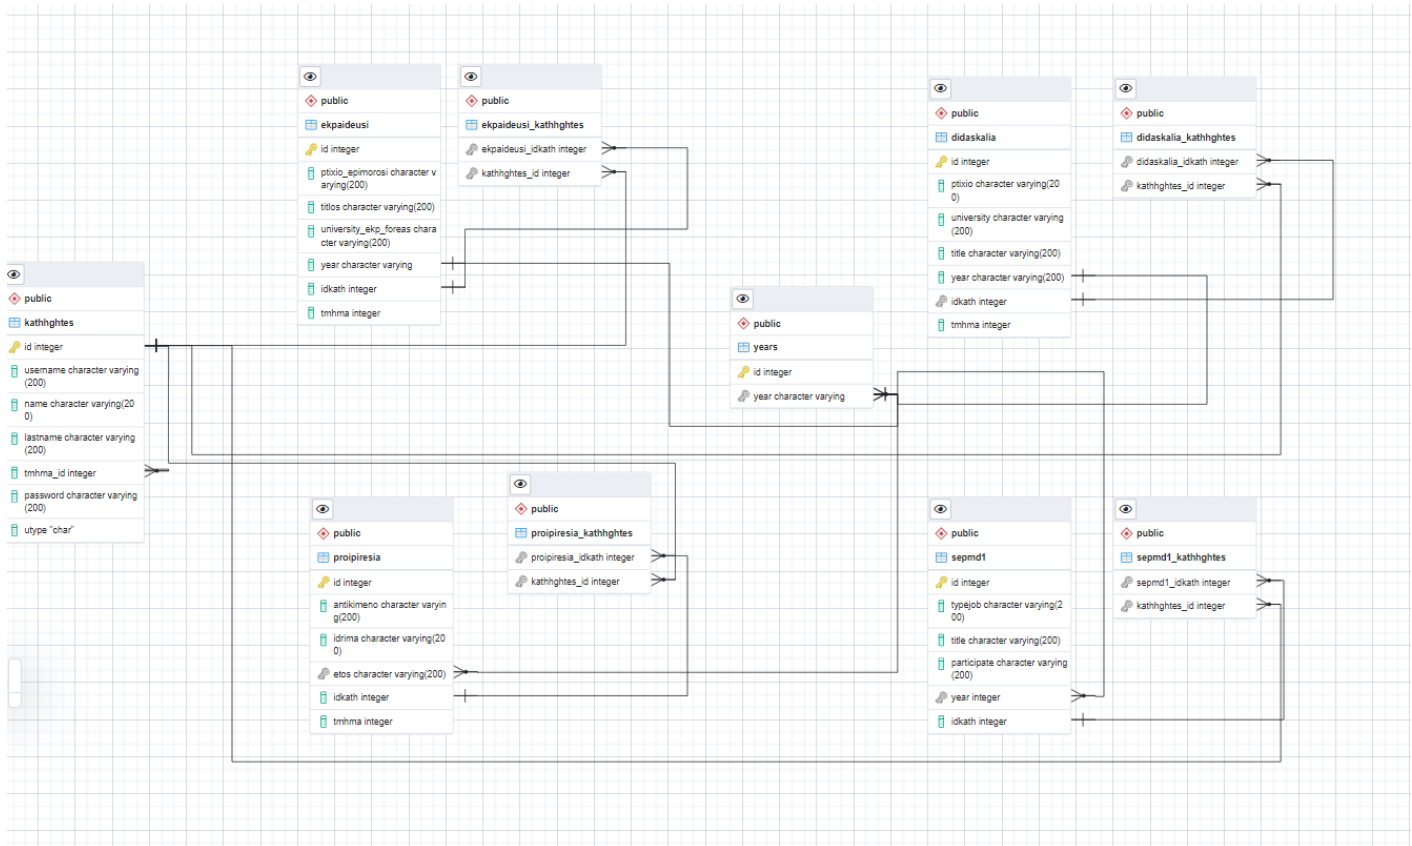 public
ekpaideusi
id integer
ptixio_epimorosi character v
arying(200)
titlos character varying(200)
university_ekp_foreas chara
cter varying(200)
year character varying
idkath integer
tmhma integer
public
ekpaideusi_kathhghtes
ekpaideusi_idkath integer
kathhghtes_id integer
public
didaskalia
id integer
ptixio character varying(20
0)
university character varying
(200)
title character varying(200)
year character varying(200)
idkath integer
tmhma integer
public
didaskalia_kathhghtes
didaskalia_idkath integer
kathhghtes_id integer
public
kathhghtes
id integer
username character varying
(200)
name character varying(20
0)
lastname character varying
(200)
tmhma_id integer
password character varying
(200)
utype "char"
public
years
id integer
year character varying
public
proipiresia
id integer
antikimeno character varyin
g(200)
idrima character varying(20
0)
etos character varying(200)
idkath integer
tmhma integer
public
proipiresia_kathhghtes
proipiresia_idkath integer
kathhghtes_id integer
public
sepmd1
id integer
typejob character varying(2
00)
title character varying(200)
participate character varying
(200)
year integer
idkath integer
public
sepmd1_kathhghtes
sepmd1_idkath integer
kathhghtes_id integer